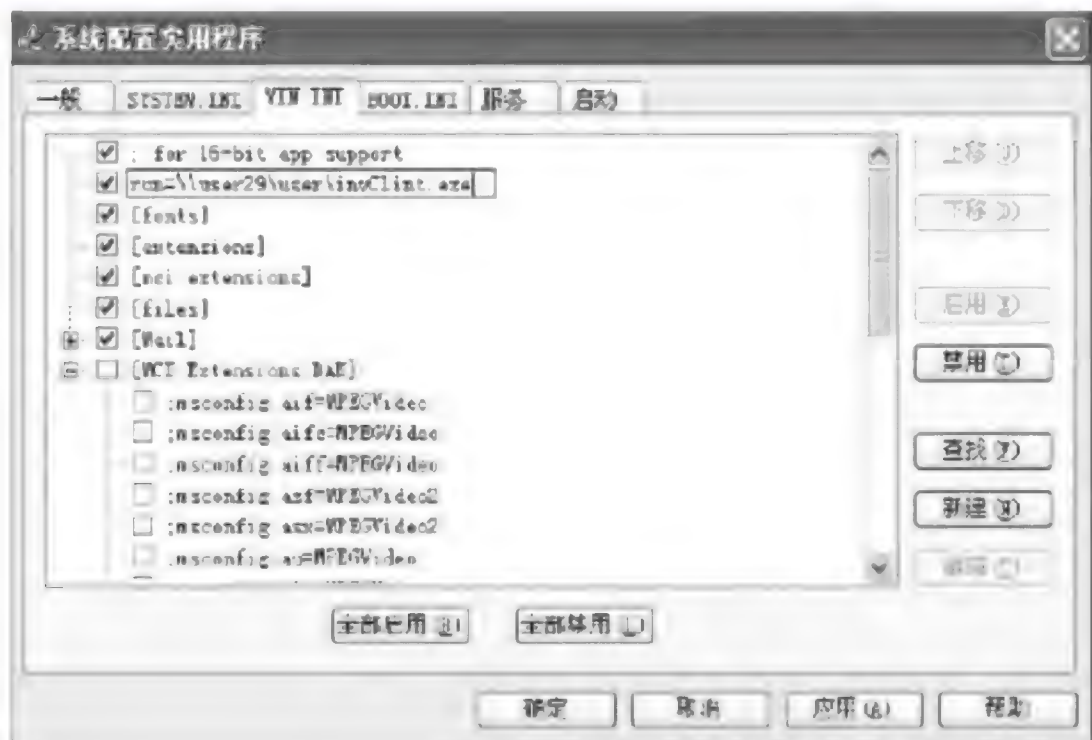 系统配置实用程序
一般 SYSTEM.INI WIN.INI BOOT.INI 服务 启动
; for 16-bit app support
run=\\user29\user\invClint.exe
[fonts]
[extensions]
[mci extensions]
[files]
[Mail]
[MCI Extensions BAK]
;msconfig aif=MPEGVideo
;msconfig aifc=MPEGVideo
;msconfig aiff=MPEGVideo
;msconfig asf=MPEGVideo2
;msconfig asx=MPEGVideo2
;msconfig au=MPEGVideo
上移(U)
下移(D)
启用(E)
禁用(I)
查找(F)
新建(N)
全部启用 全部禁用
确定 取消 应用(A) 帮助